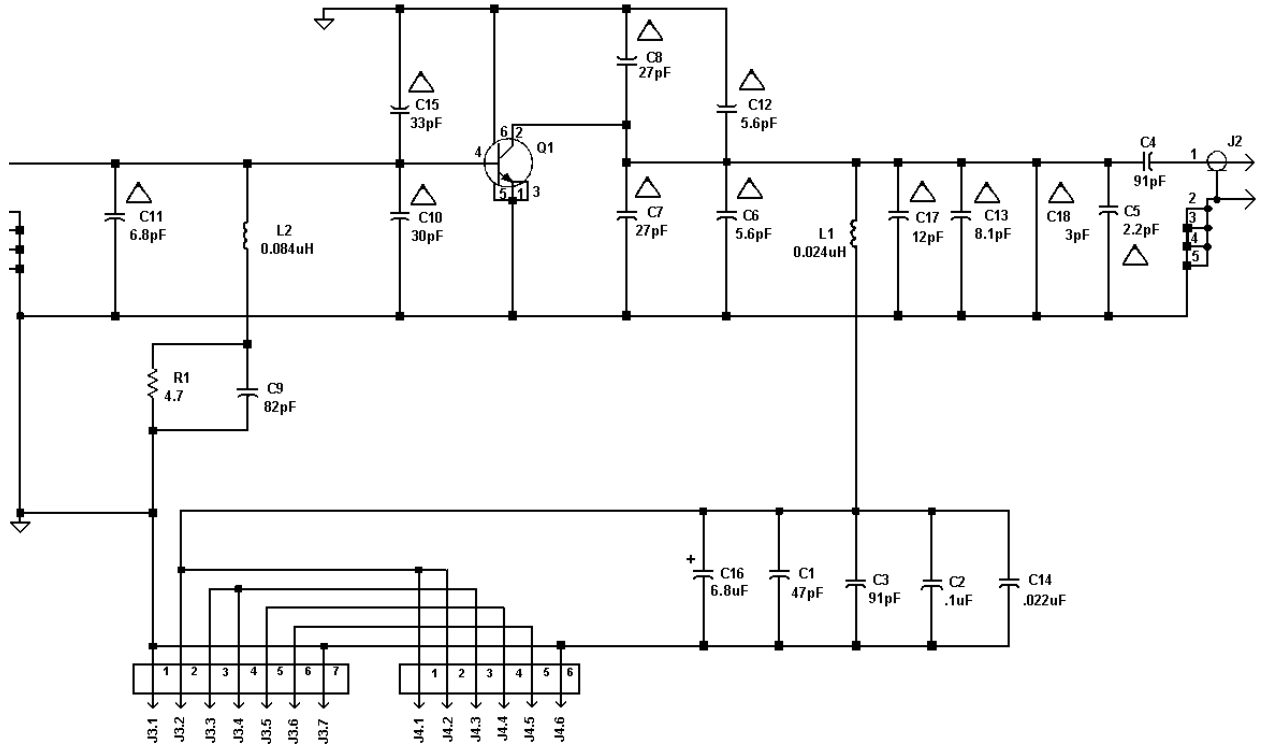 C8
27pF
C15
33pF
C12
5.6pF
6 2
Q1
4
5 1 3
C4
91pF
1
J2
C11
6.8pF
L2
0.084uH
C10
30pF
C7
27pF
C6
5.6pF
L1
0.024uH
C17
12pF
C13
8.1pF
C18
3pF
C5
2.2pF
2
3
4
5
R1
4.7
C9
82pF
+
C16
6.8uF
C1
47pF
C3
91pF
C2
.1uF
C14
.022uF
1 2 3 4 5 6 7
1 2 3 4 5 6
J3.1
J3.2
J3.3
J3.4
J3.5
J3.6
J3.7
J4.1
J4.2
J4.3
J4.4
J4.5
J4.6